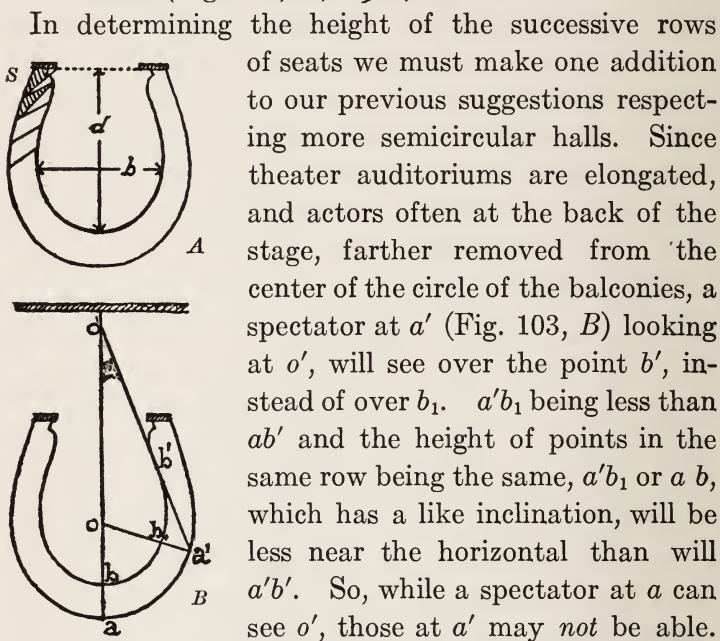 In determining the height of the successive rows
of seats we must make one addition
to our previous suggestions respect-
ing more semicircular halls. Since
theater auditoriums are elongated,
and actors often at the back of the
stage, farther removed from the
center of the circle of the balconies, a
spectator at a′ (Fig. 103, B) looking
at o′, will see over the point b′, in-
stead of over b₁. a′b₁ being less than
ab′ and the height of points in the
same row being the same, a′b₁ or a b,
which has a like inclination, will be
less near the horizontal than will
a′b′. So, while a spectator at a can
see o′, those at a′ may not be able.
S
d
b
A
o
b′
o
b₁
a′
b
B
a